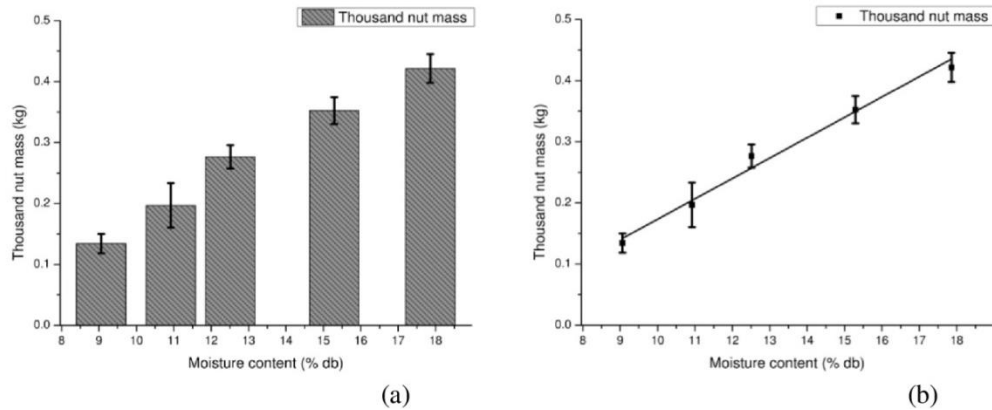 Thousand nut mass
0.5
0.4
0.3
0.2
0.1
0.0
Thousand nut mass (kg)
8 9 10 11 12 13 14 15 16 17 18
Moisture content (% db)
(a)
Thousand nut mass
0.5
0.4
0.3
0.2
0.1
0.0
Thousand nut mass (kg)
8 9 10 11 12 13 14 15 16 17 18
Moisture content (% db)
(b)